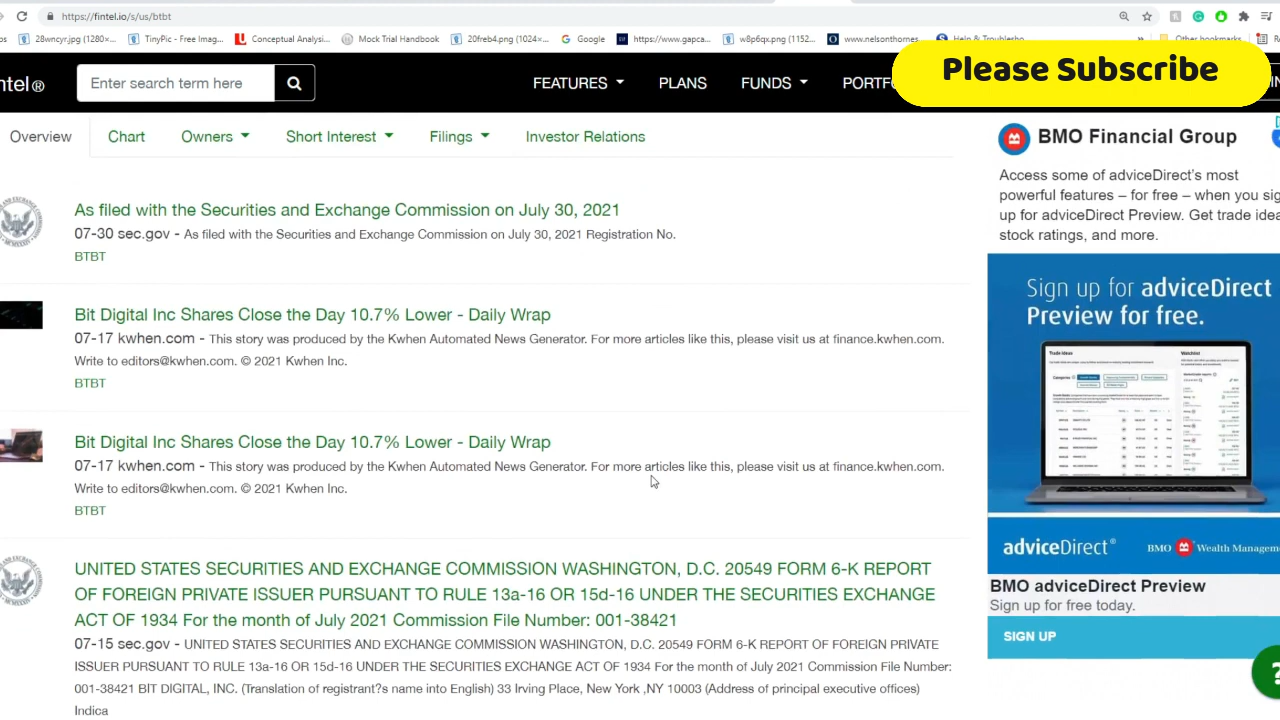 https://fintel.io/s/us/btbt
28wncyr.jpg (1280×...
TinyPic - Free Imag...
Conceptual Analysi...
Mock Trial Handbook
20freb4.png (1024×...
Google
https://www.gapca...
w8p6qx.png (1152...
www.nelsonthornes...
Help & Troublesho
»
Other bookmarks
Please Subscribe
ntel®
Enter search term here
FEATURES
PLANS
FUNDS
PORTF
IN
Overview
Chart
Owners
Short Interest
Filings
Investor Relations
As filed with the Securities and Exchange Commission on July 30, 2021
07-30 sec.gov - As filed with the Securities and Exchange Commission on July 30, 2021 Registration No.
BTBT
Bit Digital Inc Shares Close the Day 10.7% Lower - Daily Wrap
07-17 kwhen.com - This story was produced by the Kwhen Automated News Generator. For more articles like this, please visit us at finance.kwhen.com.
Write to editors@kwhen.com. © 2021 Kwhen Inc.
BTBT
Bit Digital Inc Shares Close the Day 10.7% Lower - Daily Wrap
07-17 kwhen.com - This story was produced by the Kwhen Automated News Generator. For more articles like this, please visit us at finance.kwhen.com.
Write to editors@kwhen.com. © 2021 Kwhen Inc.
BTBT
UNITED STATES SECURITIES AND EXCHANGE COMMISSION WASHINGTON, D.C. 20549 FORM 6-K REPORT
OF FOREIGN PRIVATE ISSUER PURSUANT TO RULE 13a-16 OR 15d-16 UNDER THE SECURITIES EXCHANGE
ACT OF 1934 For the month of July 2021 Commission File Number: 001-38421
07-15 sec.gov - UNITED STATES SECURITIES AND EXCHANGE COMMISSION WASHINGTON, D.C. 20549 FORM 6-K REPORT OF FOREIGN PRIVATE
ISSUER PURSUANT TO RULE 13a-16 OR 15d-16 UNDER THE SECURITIES EXCHANGE ACT OF 1934 For the month of July 2021 Commission File Number:
001-38421 BIT DIGITAL, INC. (Translation of registrant?s name into English) 33 Irving Place, New York ,NY 10003 (Address of principal executive offices)
Indica
BMO Financial Group
Access some of adviceDirect's most
powerful features – for free – when you sig
up for adviceDirect Preview. Get trade idea
stock ratings, and more.
Sign up for adviceDirect
Preview for free.
Trade Ideas
Watchlist
adviceDirect®
BMO Wealth Manageme
BMO adviceDirect Preview
Sign up for free today.
SIGN UP
?